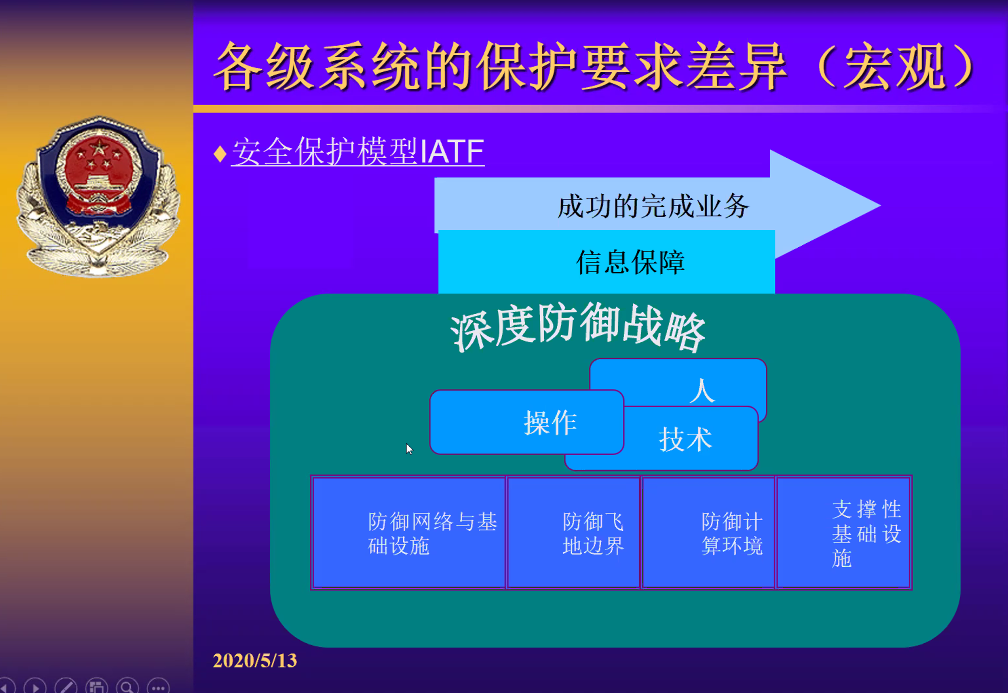 各级系统的保护要求差异（宏观）
安全保护模型IATF
成功的完成业务
信息保障
深度防御战略
人
操作
技术
防御网络与基
础设施
防御飞
地边界
防御计
算环境
支撑性
基础设
施
2020/5/13